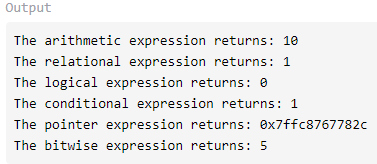 Output
The arithmetic expression returns: 10
The relational expression returns: 1
The logical expression returns: 0
The conditional expression returns: 1
The pointer expression returns: 0x7ffc8767782c
The bitwise expression returns: 5